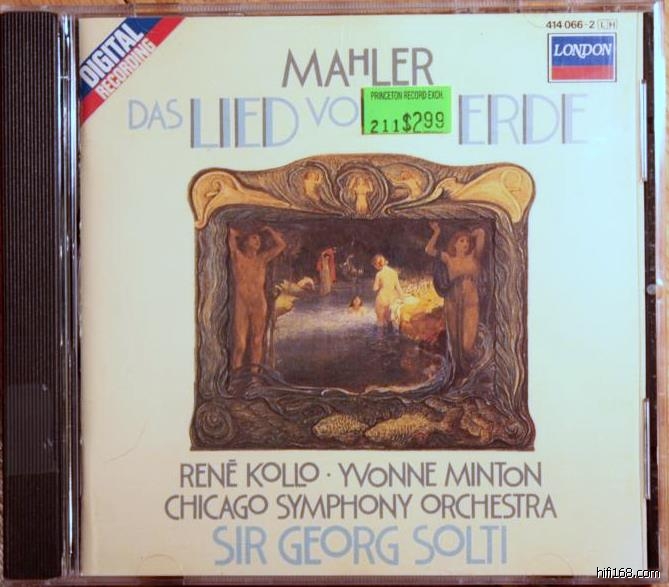 414 066-2 LH
DIGITAL
RECORDING
LONDON
MAHLER
DAS LIED VO ERDE
PRINCETON RECORD EXCH.
211$2.99
RENÉ KOLLO · YVONNE MINTON
CHICAGO SYMPHONY ORCHESTRA
SIR GEORG SOLTI
hifi168.com